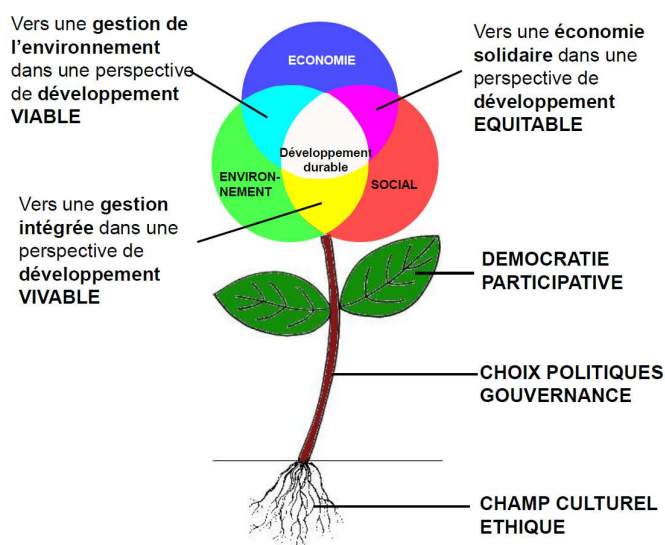 Vers une gestion de
l'environnement
dans une perspective
de développement
VIABLE
ECONOMIE
Vers une économie
solidaire dans une
perspective de
développement
EQUITABLE
Développement
durable
ENVIRON-
NEMENT
SOCIAL
Vers une gestion
intégrée dans une
perspective de
développement
VIVABLE
DEMOCRATIE
PARTICIPATIVE
CHOIX POLITIQUES
GOUVERNANCE
CHAMP CULTUREL
ETHIQUE